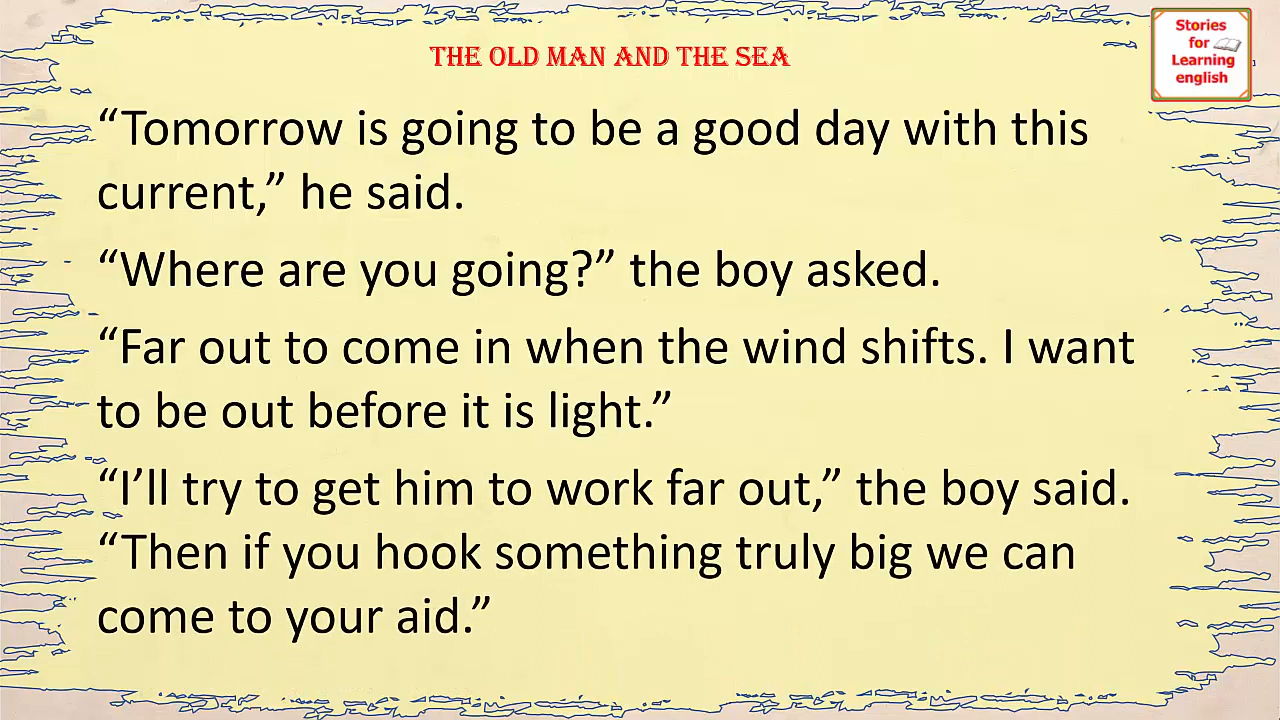 THE OLD MAN AND THE SEA
Stories
for
Learning
english
“Tomorrow is going to be a good day with this
current,” he said.
“Where are you going?” the boy asked.
“Far out to come in when the wind shifts. I want
to be out before it is light.”
“I’ll try to get him to work far out,” the boy said.
“Then if you hook something truly big we can
come to your aid.”